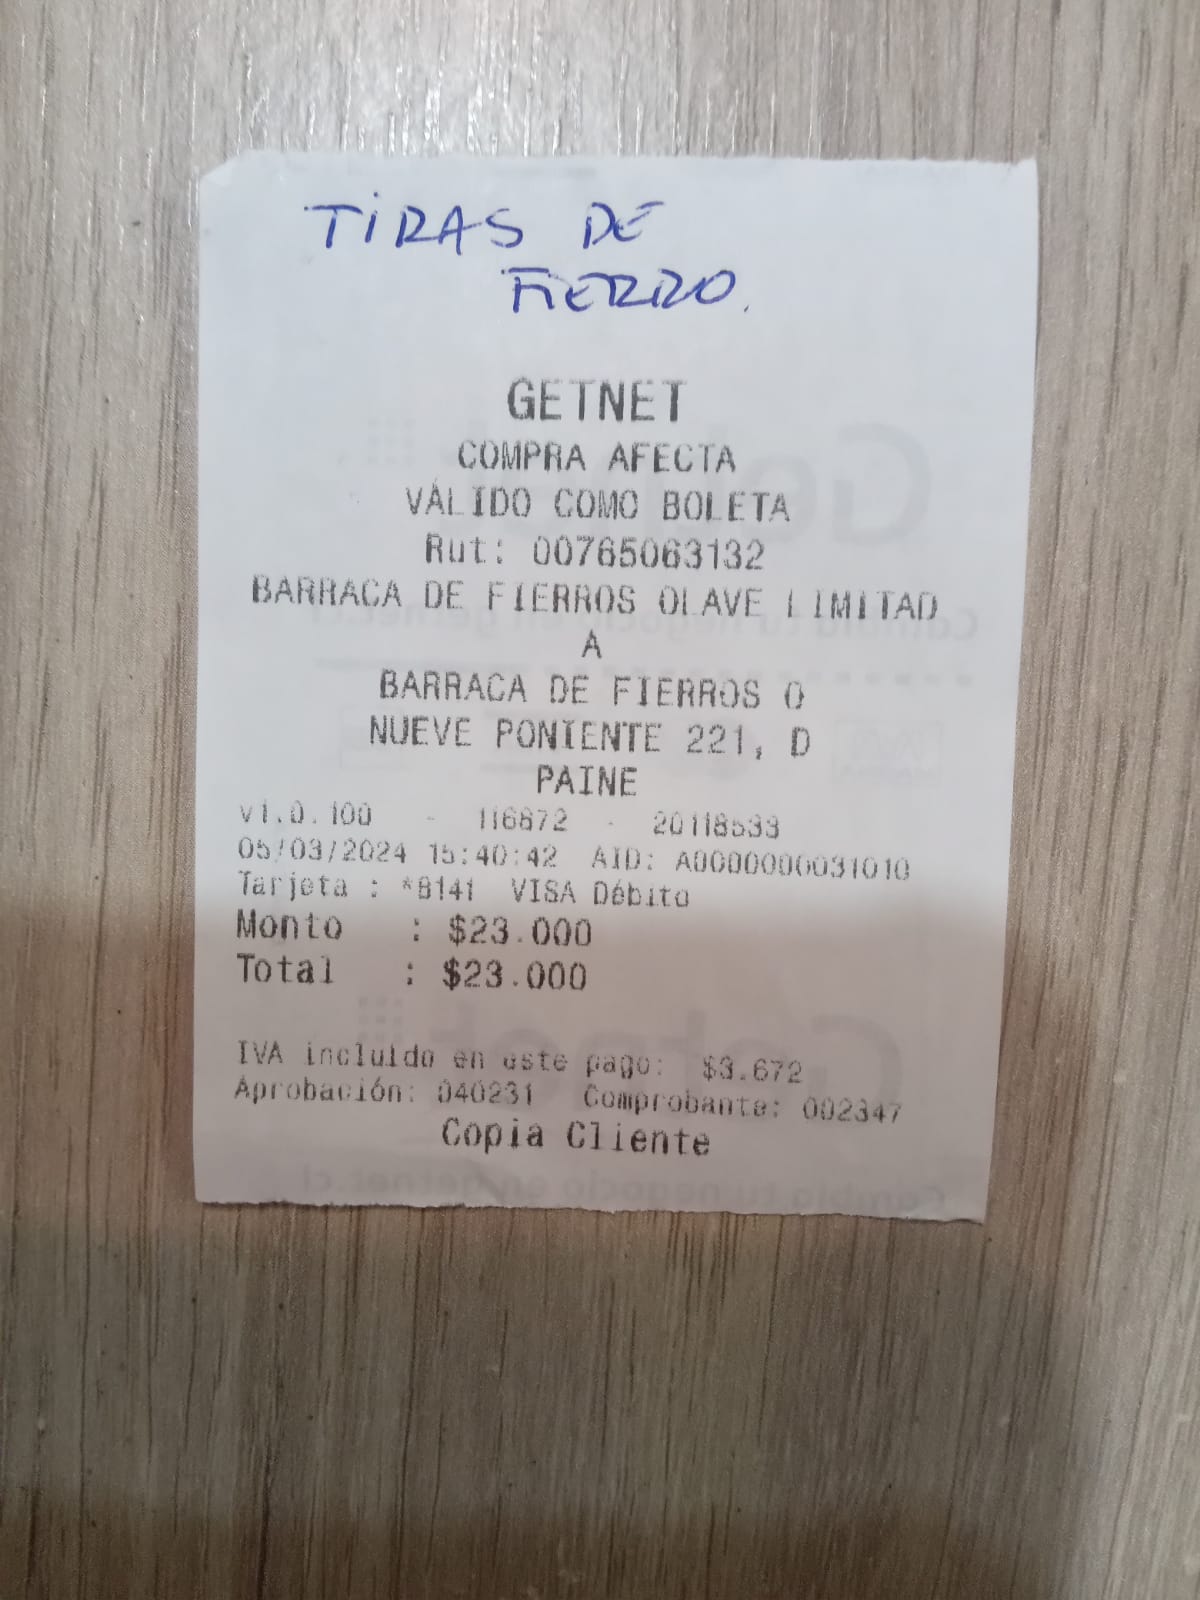 TIRAS DE
FIERRO.
GETNET
COMPRA AFECTA
VÁLIDO COMO BOLETA
Rut: 00765063132
BARRACA DE FIERROS OLAVE LIMITAD
A
BARRACA DE FIERROS O
NUEVE PONIENTE 221, D
PAINE
v1.0.100 - 116872 - 20118533
05/03/2024 15:40:42 AID: A0000000031010
Tarjeta : *8141 VISA Débito
Monto : $23.000
Total : $23.000
IVA incluido en este pago: $3.672
Aprobación: 040231 Comprobante: 002347
Copia Cliente